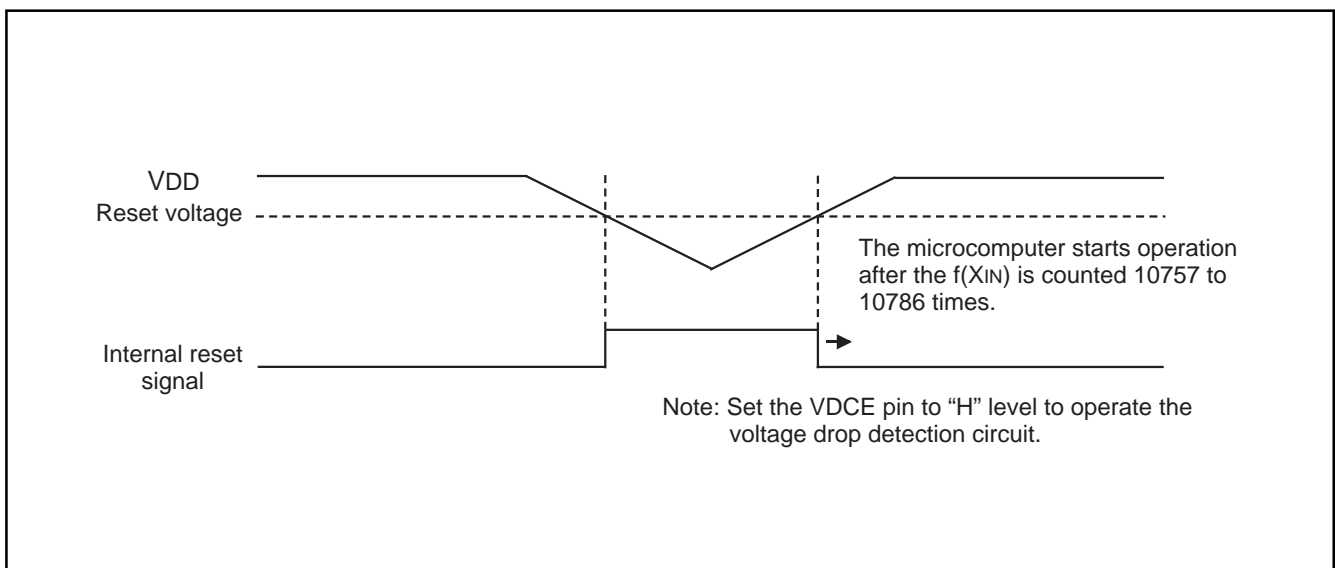 VDD
Reset voltage
The microcomputer starts operation
after the f(XIN) is counted 10757 to
10786 times.
Internal reset
signal
Note: Set the VDCE pin to “H” level to operate the
voltage drop detection circuit.